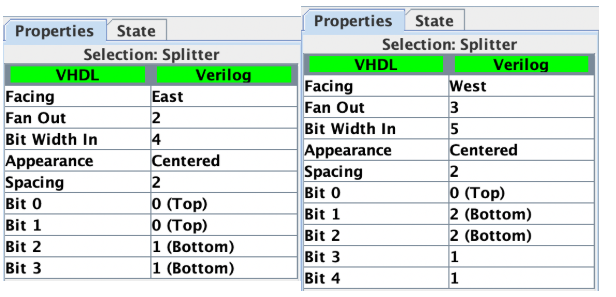 Properties State
Selection: Splitter
VHDL Verilog
Facing East
Fan Out 2
Bit Width In 4
Appearance Centered
Spacing 2
Bit 0 0 (Top)
Bit 1 0 (Top)
Bit 2 1 (Bottom)
Bit 3 1 (Bottom)
Properties State
Selection: Splitter
VHDL Verilog
Facing West
Fan Out 3
Bit Width In 5
Appearance Centered
Spacing 2
Bit 0 0 (Top)
Bit 1 2 (Bottom)
Bit 2 2 (Bottom)
Bit 3 1
Bit 4 1